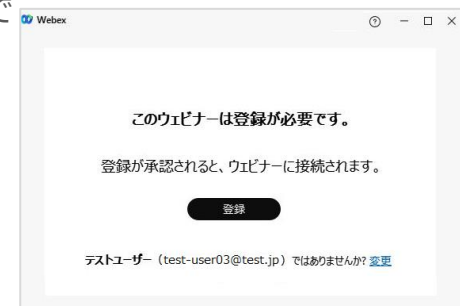 Webex
このウェビナーは登録が必要です。
登録が承認されると、ウェビナーに接続されます。
登録
テストユーザー（test-user03@test.jp）ではありませんか? 変更